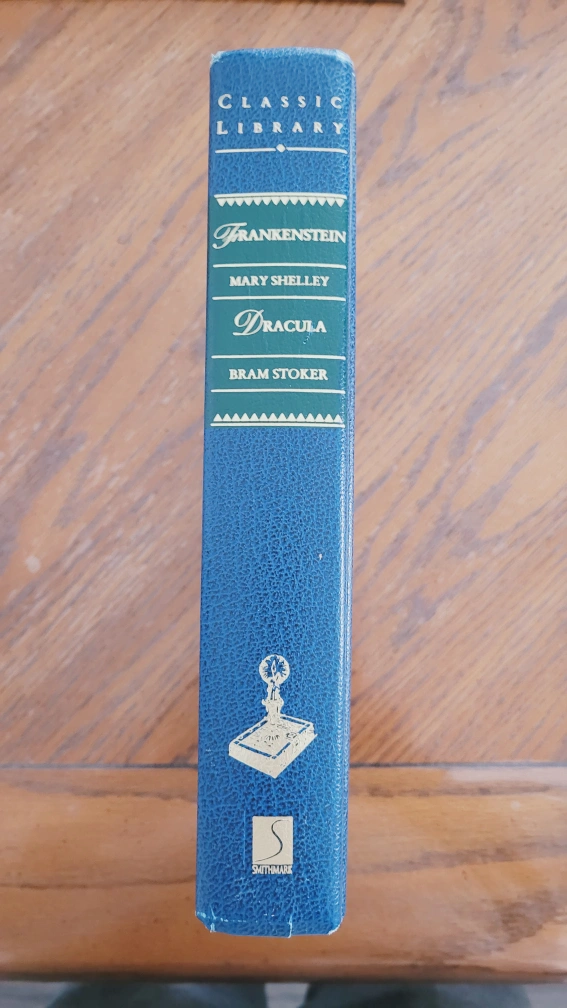 CLASSIC
LIBRARY
FRANKENSTEIN
MARY SHELLEY
DRACULA
BRAM STOKER
SMITHMARK